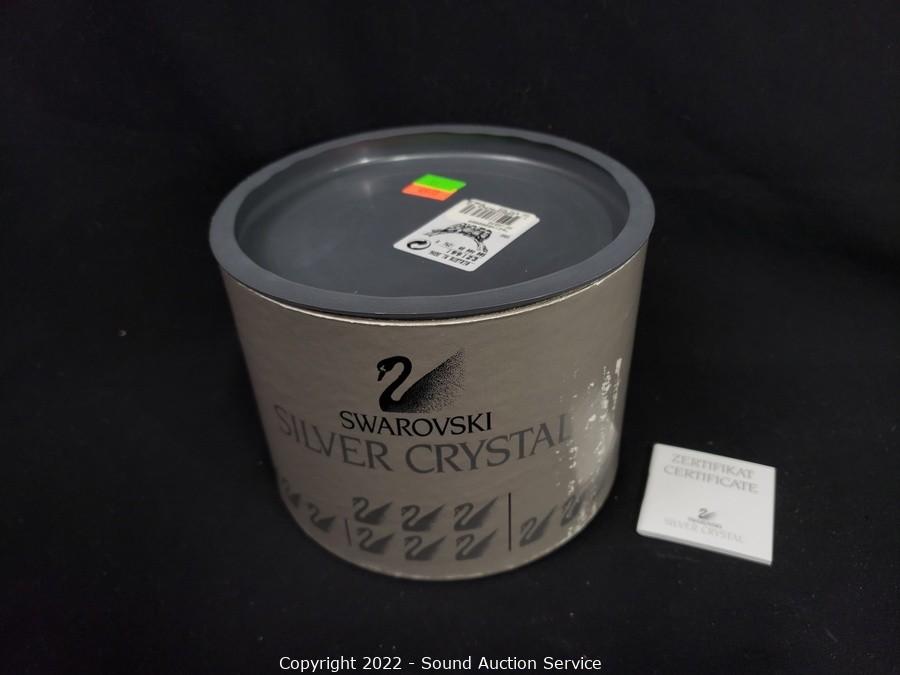 SWAROVSKI
SILVER CRYSTAL
ZERTIFIKAT
CERTIFICATE
SWAROVSKI
SILVER CRYSTAL
Copyright 2022 - Sound Auction Service